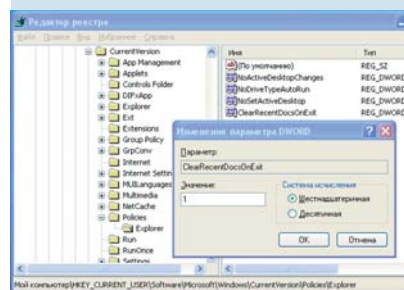 Редактор реестра
Файл Правка Вид Избранное Справка
CurrentVersion
App Management
Applets
Controls Folder
DIFxApp
Explorer
Ext
Extensions
Group Policy
GrpConv
Internet
Internet Settin
MUILanguages
Multimedia
NetCache
Policies
Explorer
Run
RunOnce
Settings
Имя Тип
(По умолчанию) REG_SZ
NoActiveDesktopChanges REG_DWORD
NoDriveTypeAutoRun REG_DWORD
NoSetActiveDesktop REG_DWORD
ClearRecentDocsOnExit REG_DWORD
Изменение параметра DWORD
Параметр:
ClearRecentDocsOnExit
Значение:
1
Система исчисления
Шестнадцатеричная
Десятичная
OK Отмена
Мой компьютер\HKEY_CURRENT_USER\Software\Microsoft\Windows\CurrentVersion\Policies\Explorer